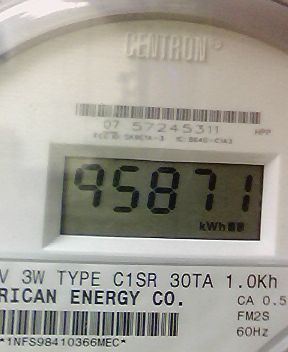 CENTRON®
07 57245311 HPP
95871
kWh
V 3W TYPE C1SR 30TA 1.0Kh
RICAN ENERGY CO.
CA 0.5
FM2S
60Hz
*1NFS98410366MEC*